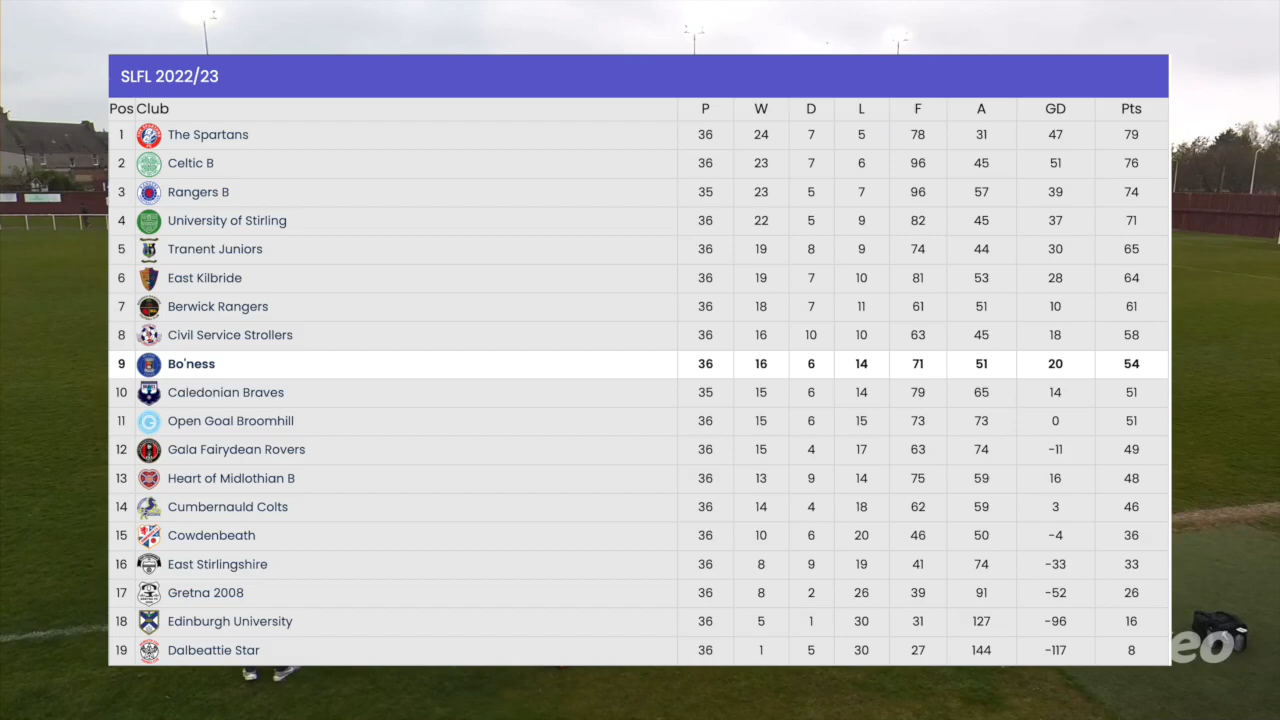 SLFL 2022/23
Pos Club P W D L F A GD Pts
1 The Spartans 36 24 7 5 78 31 47 79
2 Celtic B 36 23 7 6 96 45 51 76
3 Rangers B 35 23 5 7 96 57 39 74
4 University of Stirling 36 22 5 9 82 45 37 71
5 Tranent Juniors 36 19 8 9 74 44 30 65
6 East Kilbride 36 19 7 10 81 53 28 64
7 Berwick Rangers 36 18 7 11 61 51 10 61
8 Civil Service Strollers 36 16 10 10 63 45 18 58
9 Bo'ness 36 16 6 14 71 51 20 54
10 Caledonian Braves 35 15 6 14 79 65 14 51
11 Open Goal Broomhill 36 15 6 15 73 73 0 51
12 Gala Fairydean Rovers 36 15 4 17 63 74 -11 49
13 Heart of Midlothian B 36 13 9 14 75 59 16 48
14 Cumbernauld Colts 36 14 4 18 62 59 3 46
15 Cowdenbeath 36 10 6 20 46 50 -4 36
16 East Stirlingshire 36 8 9 19 41 74 -33 33
17 Gretna 2008 36 8 2 26 39 91 -52 26
18 Edinburgh University 36 5 1 30 31 127 -96 16
19 Dalbeattie Star 36 1 5 30 27 144 -117 8
eo